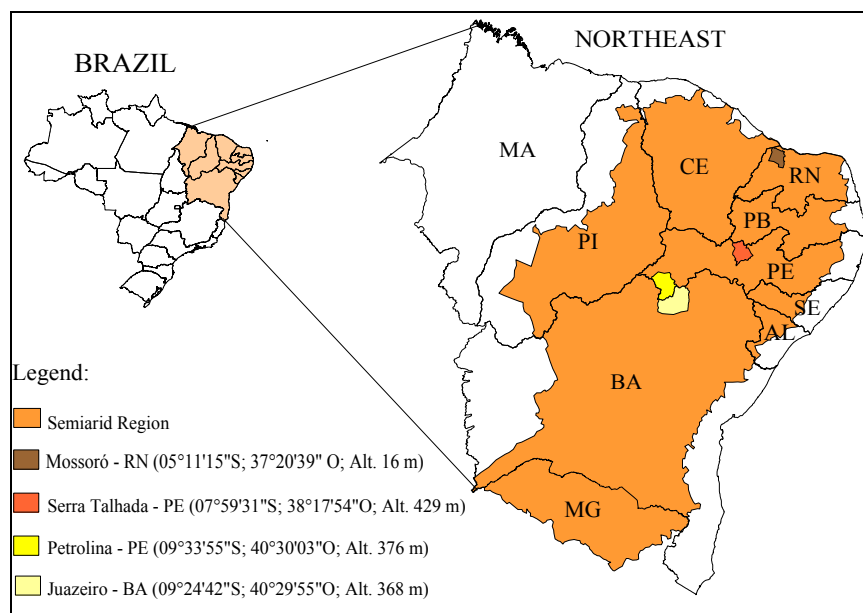 BRAZIL
NORTHEAST
MA
CE
RN
PB
PI
PE
SE
AL
BA
MG
Legend:
Semiarid Region
Mossoró - RN (05°11'15"S; 37°20'39" O; Alt. 16 m)
Serra Talhada - PE (07°59'31"S; 38°17'54"O; Alt. 429 m)
Petrolina - PE (09°33'55"S; 40°30'03"O; Alt. 376 m)
Juazeiro - BA (09°24'42"S; 40°29'55"O; Alt. 368 m)